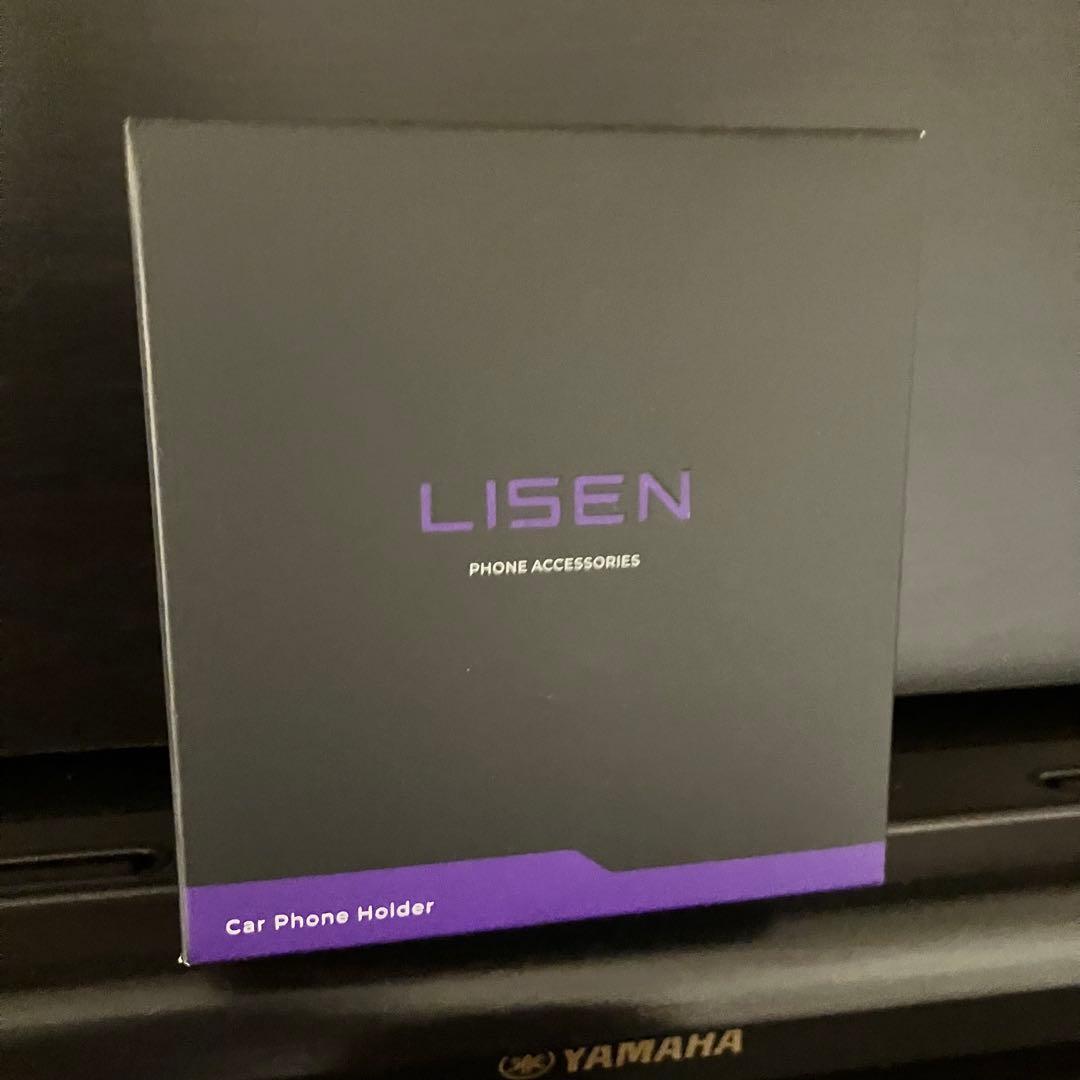 LISEN
PHONE ACCESSORIES
Car Phone Holder
YAMAHA